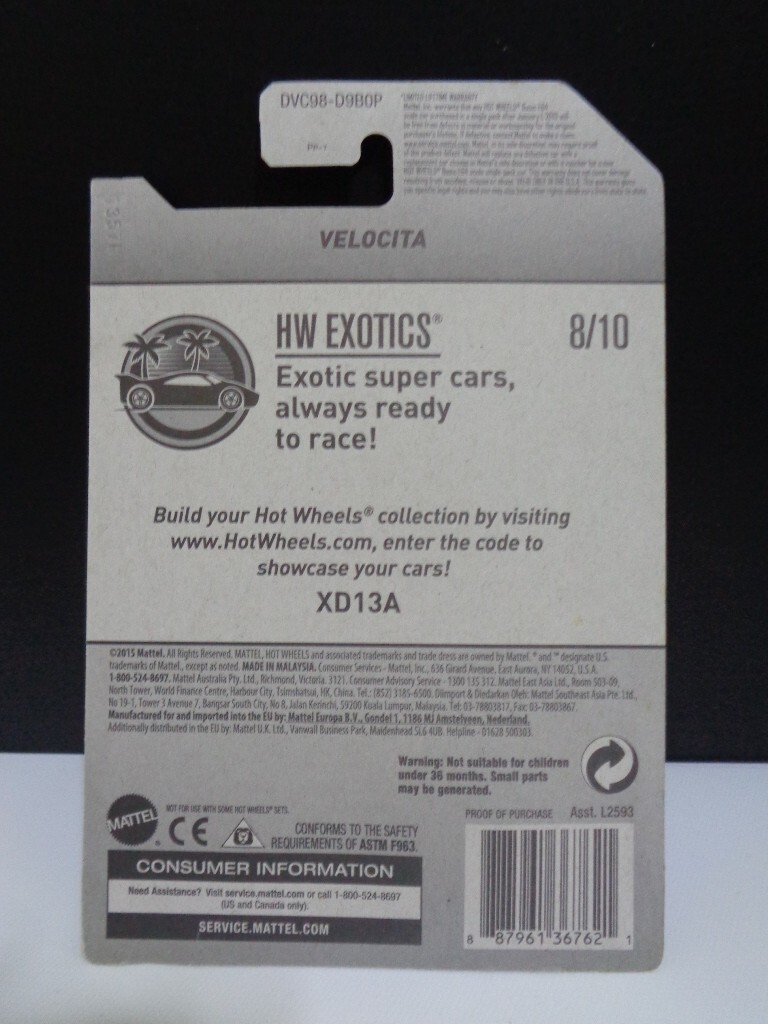 DVC98-D9B0P
*LIMITED LIFETIME WARRANTY
VELOCITA
HW EXOTICS®
8/10
Exotic super cars,
always ready
to race!
Build your Hot Wheels® collection by visiting
www.HotWheels.com, enter the code to
showcase your cars!
XD13A
©2015 Mattel. All Rights Reserved. MATTEL, HOT WHEELS and associated trademarks and trade dress are owned by Mattel. ® and ™ designate U.S.
trademarks of Mattel., except as noted. MADE IN MALAYSIA. Consumer Services - Mattel, Inc., 636 Girard Avenue, East Aurora, NY 14052, U.S.A.
1-800-524-8697. Mattel Australia Pty. Ltd., Richmond, Victoria. 3121. Consumer Advisory Service - 1300 135 312. Mattel East Asia Ltd., Room 503-09,
North Tower, World Finance Centre, Harbour City, Tsimshatsui, HK, China. Tel.: (852) 3185-6500. Diimport & Diedarkan Oleh: Mattel Southeast Asia Pte. Ltd.,
No 19-1, Tower 3 Avenue 7, Bangsar South City, No 8, Jalan Kerinchi, 59200 Kuala Lumpur, Malaysia. Tel: 03-78803817, Fax: 03-78803867.
Manufactured for and imported into the EU by: Mattel Europa B.V., Gondel 1, 1186 MJ Amstelveen, Nederland.
Additionally distributed in the EU by: Mattel U.K. Ltd., Vanwall Business Park, Maidenhead SL6 4UB. Helpline - 01628 500303.
Warning: Not suitable for children
under 36 months. Small parts
may be generated.
MATTEL
NOT FOR USE WITH SOME HOT WHEELS® SETS.
CE
CONFORMS TO THE SAFETY
REQUIREMENTS OF ASTM F963.
PROOF OF PURCHASE Asst. L2593
CONSUMER INFORMATION
Need Assistance? Visit service.mattel.com or call 1-800-524-8697
(US and Canada only).
SERVICE.MATTEL.COM
8 87961 36762 1